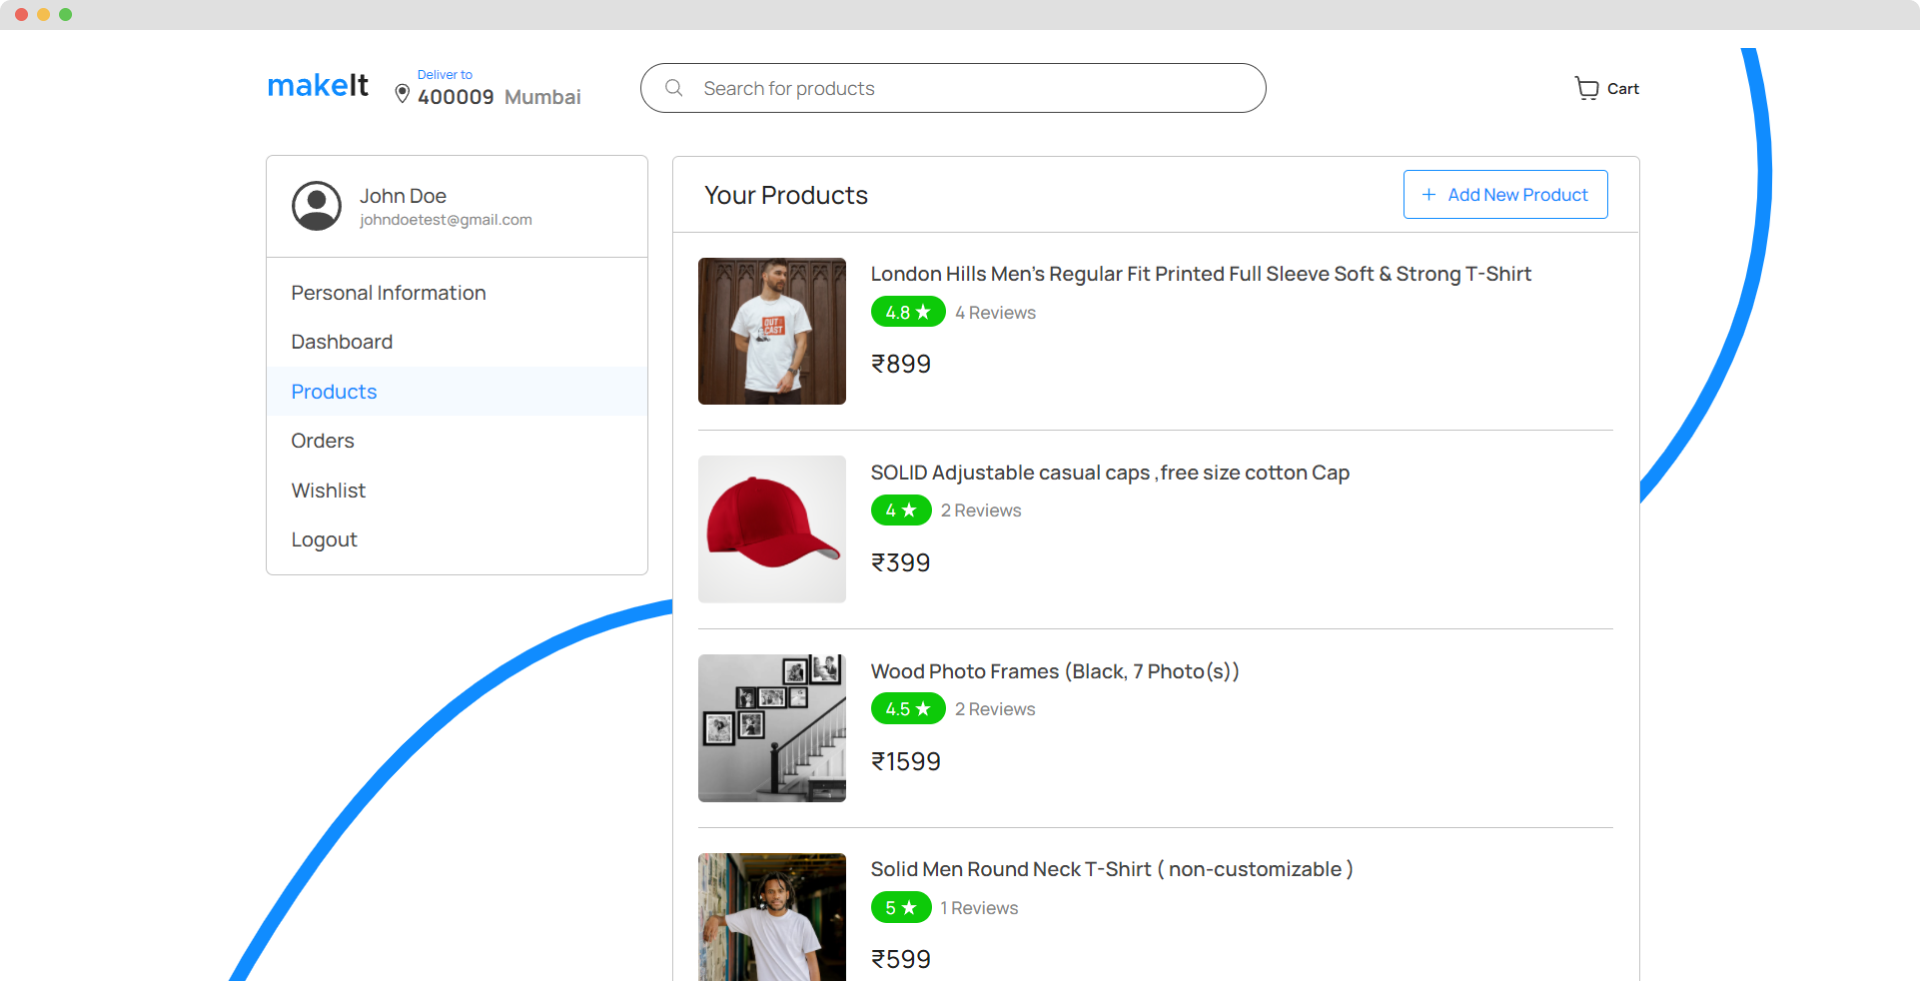 makeIt
Deliver to
400009 Mumbai
Search for products
Cart
John Doe
johndoetest@gmail.com
Personal Information
Dashboard
Products
Orders
Wishlist
Logout
Your Products
+ Add New Product
London Hills Men's Regular Fit Printed Full Sleeve Soft & Strong T-Shirt
4.8 ★ 4 Reviews
₹899
OUT
CAST
SOLID Adjustable casual caps ,free size cotton Cap
4 ★ 2 Reviews
₹399
Wood Photo Frames (Black, 7 Photo(s))
4.5 ★ 2 Reviews
₹1599
Solid Men Round Neck T-Shirt ( non-customizable )
5 ★ 1 Reviews
₹599